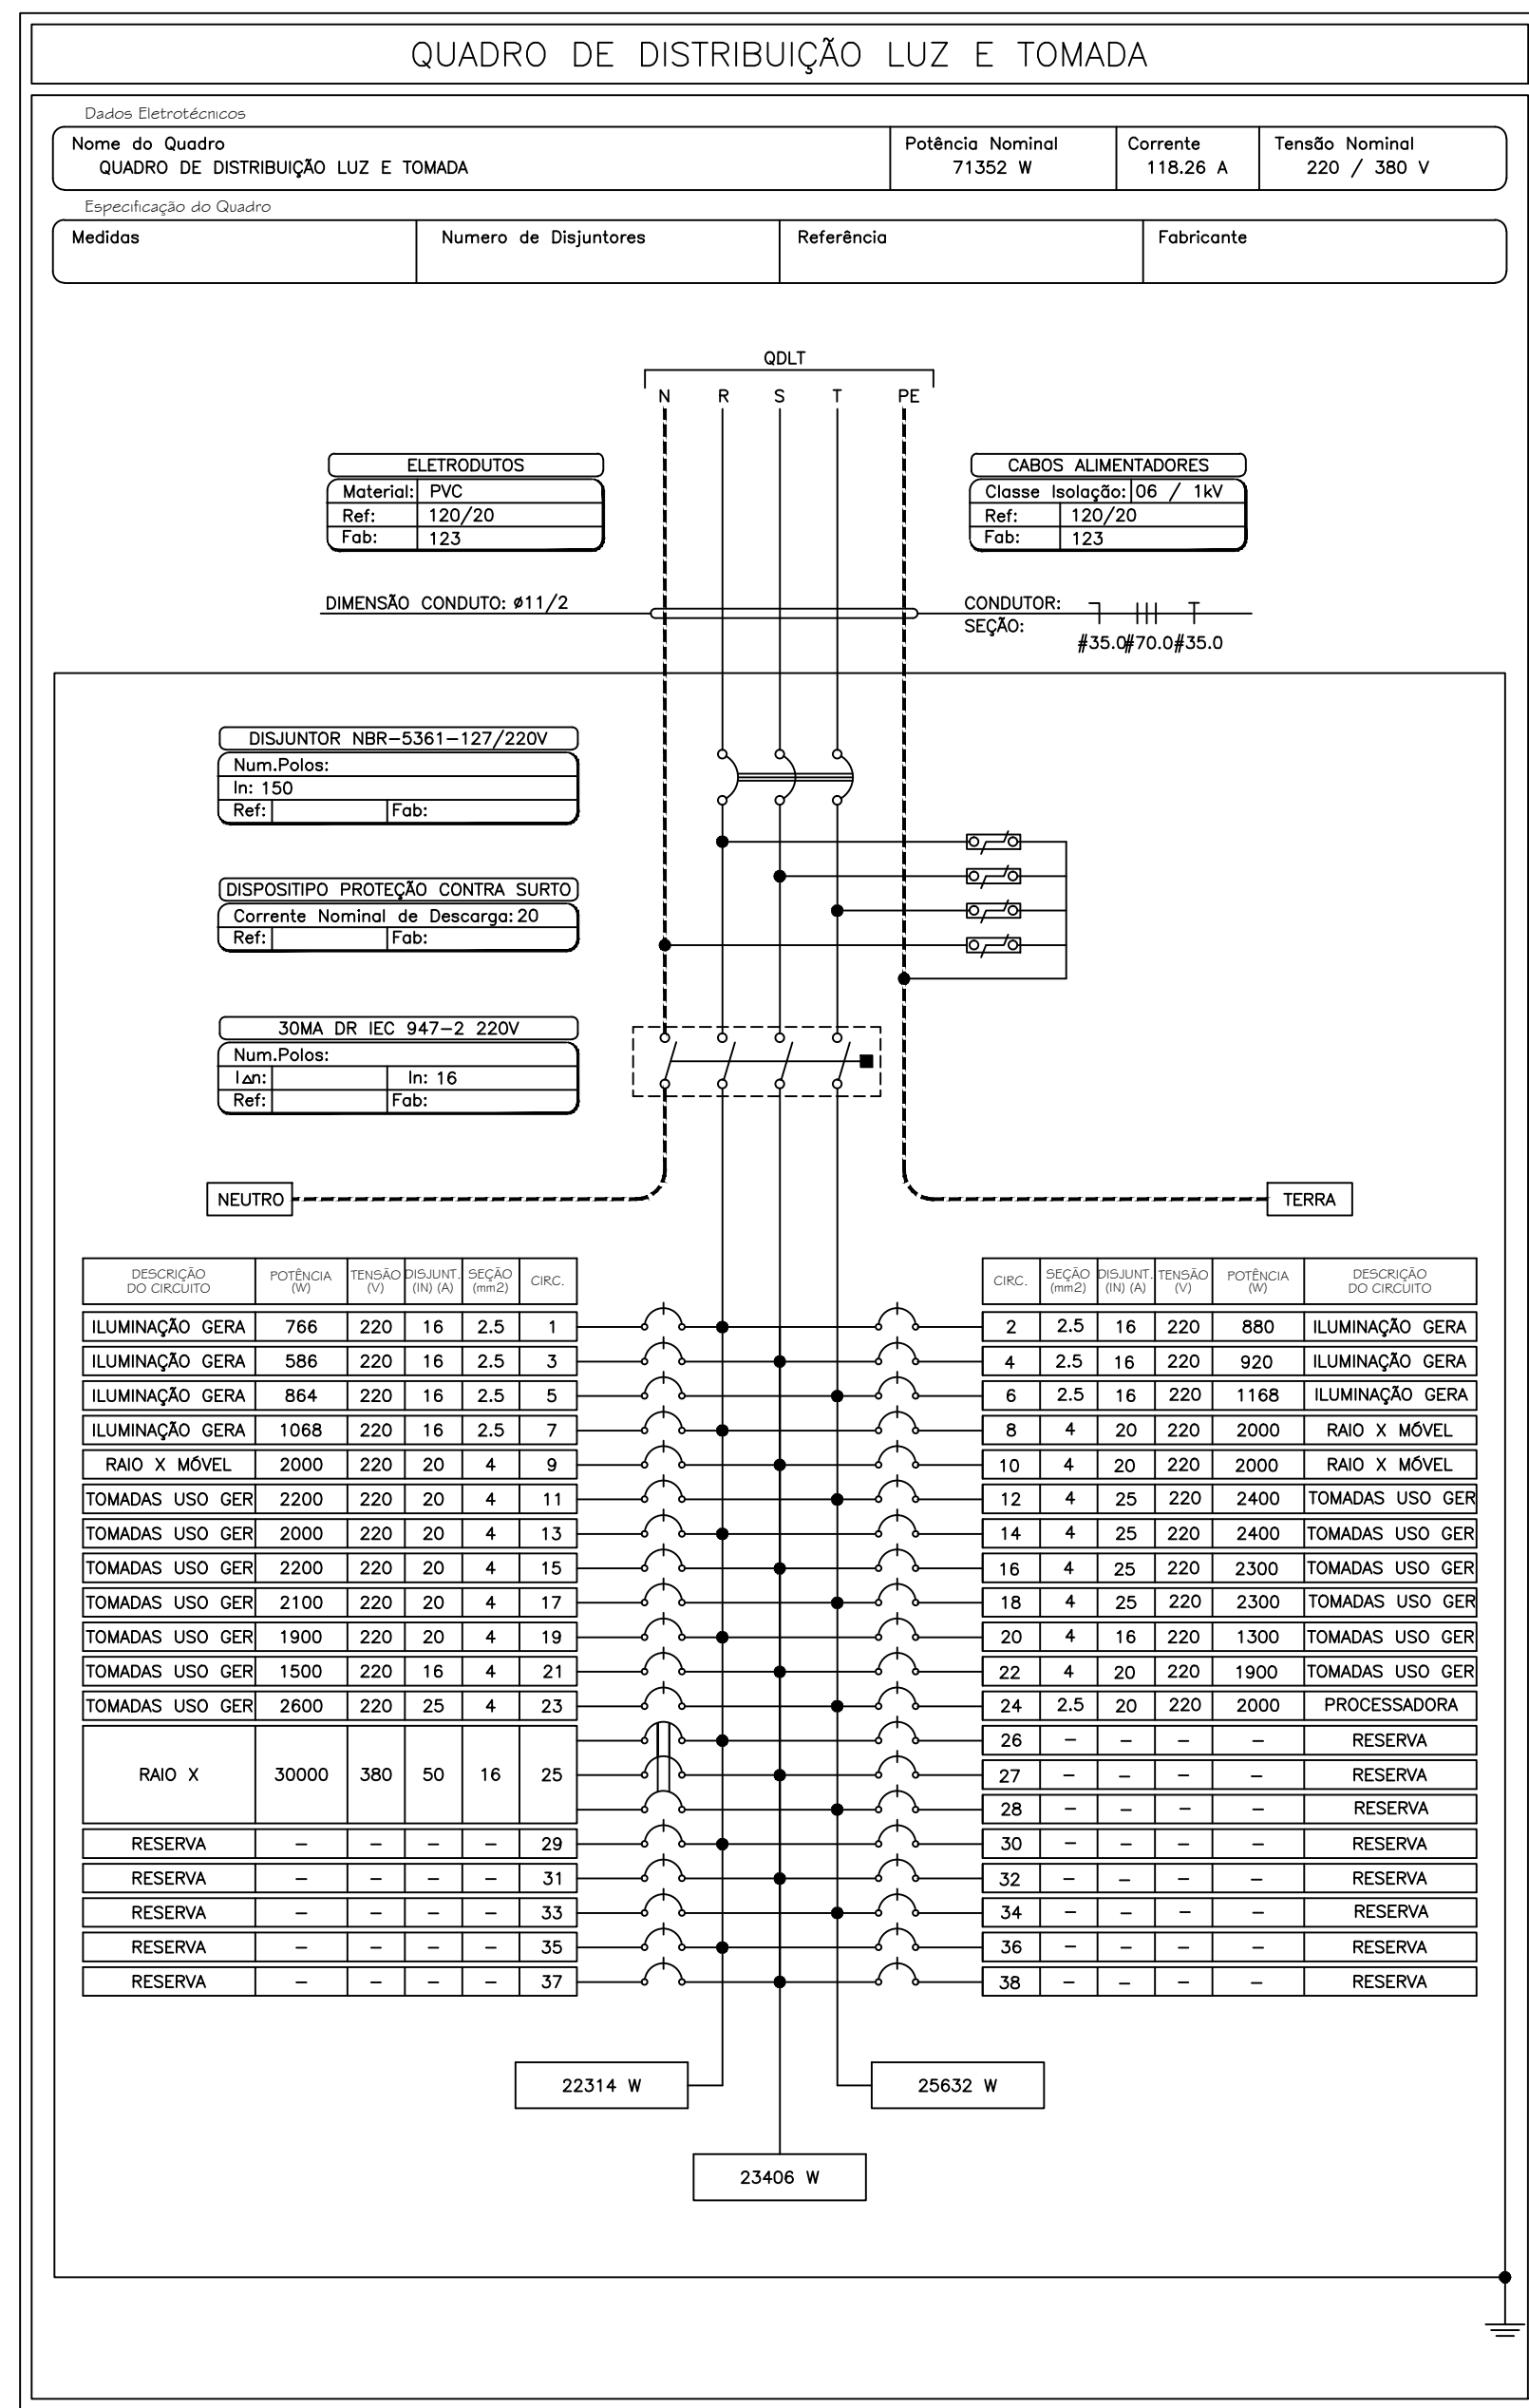 QUADRO DE DISTRIBUIÇÃO LUZ E TOMADA
Dados Eletrotécnicos
Nome do Quadro
QUADRO DE DISTRIBUIÇÃO LUZ E TOMADA
Potência Nominal
71352 W
Corrente
118.26 A
Tensão Nominal
220 / 380 V
Especificação do Quadro
Medidas
Numero de Disjuntores
Referência
Fabricante
QDLT
N R S T PE
ELETRODUTOS
Material: PVC
Ref: 120/20
Fab: 123
CABOS ALIMENTADORES
Classe Isolação: 06 / 1kV
Ref: 120/20
Fab: 123
DIMENSÃO CONDUTO: ø11/2
CONDUTOR:
SEÇÃO:
#35.0#70.0#35.0
DISJUNTOR NBR-5361-127/220V
Num.Polos:
In: 150
Ref: Fab:
DISPOSITIPO PROTEÇÃO CONTRA SURTO
Corrente Nominal de Descarga: 20
Ref: Fab:
30MA DR IEC 947-2 220V
Num.Polos:
I△n: In: 16
Ref: Fab:
NEUTRO
TERRA
DESCRIÇÃO DO CIRCUITO POTÊNCIA (W) TENSÃO (V) DISJUNT. (IN) (A) SEÇÃO (mm2) CIRC. CIRC. SEÇÃO (mm2) DISJUNT. (IN) (A) TENSÃO (V) POTÊNCIA (W) DESCRIÇÃO DO CIRCUITO
ILUMINAÇÃO GERA 766 220 16 2.5 1 2 2.5 16 220 880 ILUMINAÇÃO GERA
ILUMINAÇÃO GERA 586 220 16 2.5 3 4 2.5 16 220 920 ILUMINAÇÃO GERA
ILUMINAÇÃO GERA 864 220 16 2.5 5 6 2.5 16 220 1168 ILUMINAÇÃO GERA
ILUMINAÇÃO GERA 1068 220 16 2.5 7 8 4 20 220 2000 RAIO X MÓVEL
RAIO X MÓVEL 2000 220 20 4 9 10 4 20 220 2000 RAIO X MÓVEL
TOMADAS USO GER 2200 220 20 4 11 12 4 25 220 2400 TOMADAS USO GER
TOMADAS USO GER 2000 220 20 4 13 14 4 25 220 2400 TOMADAS USO GER
TOMADAS USO GER 2200 220 20 4 15 16 4 25 220 2300 TOMADAS USO GER
TOMADAS USO GER 2100 220 20 4 17 18 4 25 220 2300 TOMADAS USO GER
TOMADAS USO GER 1900 220 20 4 19 20 4 16 220 1300 TOMADAS USO GER
TOMADAS USO GER 1500 220 16 4 21 22 4 20 220 1900 TOMADAS USO GER
TOMADAS USO GER 2600 220 25 4 23 24 2.5 20 220 2000 PROCESSADORA
26 - - - - RESERVA
RAIO X 30000 380 50 16 25 27 - - - - RESERVA
28 - - - - RESERVA
RESERVA - - - - 29 30 - - - - RESERVA
RESERVA - - - - 31 32 - - - - RESERVA
RESERVA - - - - 33 34 - - - - RESERVA
RESERVA - - - - 35 36 - - - - RESERVA
RESERVA - - - - 37 38 - - - - RESERVA
22314 W
25632 W
23406 W